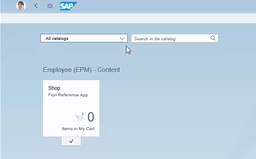 SAP
All catalogs
Search in tile catalog
Employee (EPM) - Content
Shop
Fiori Reference App
0
Items in My Cart